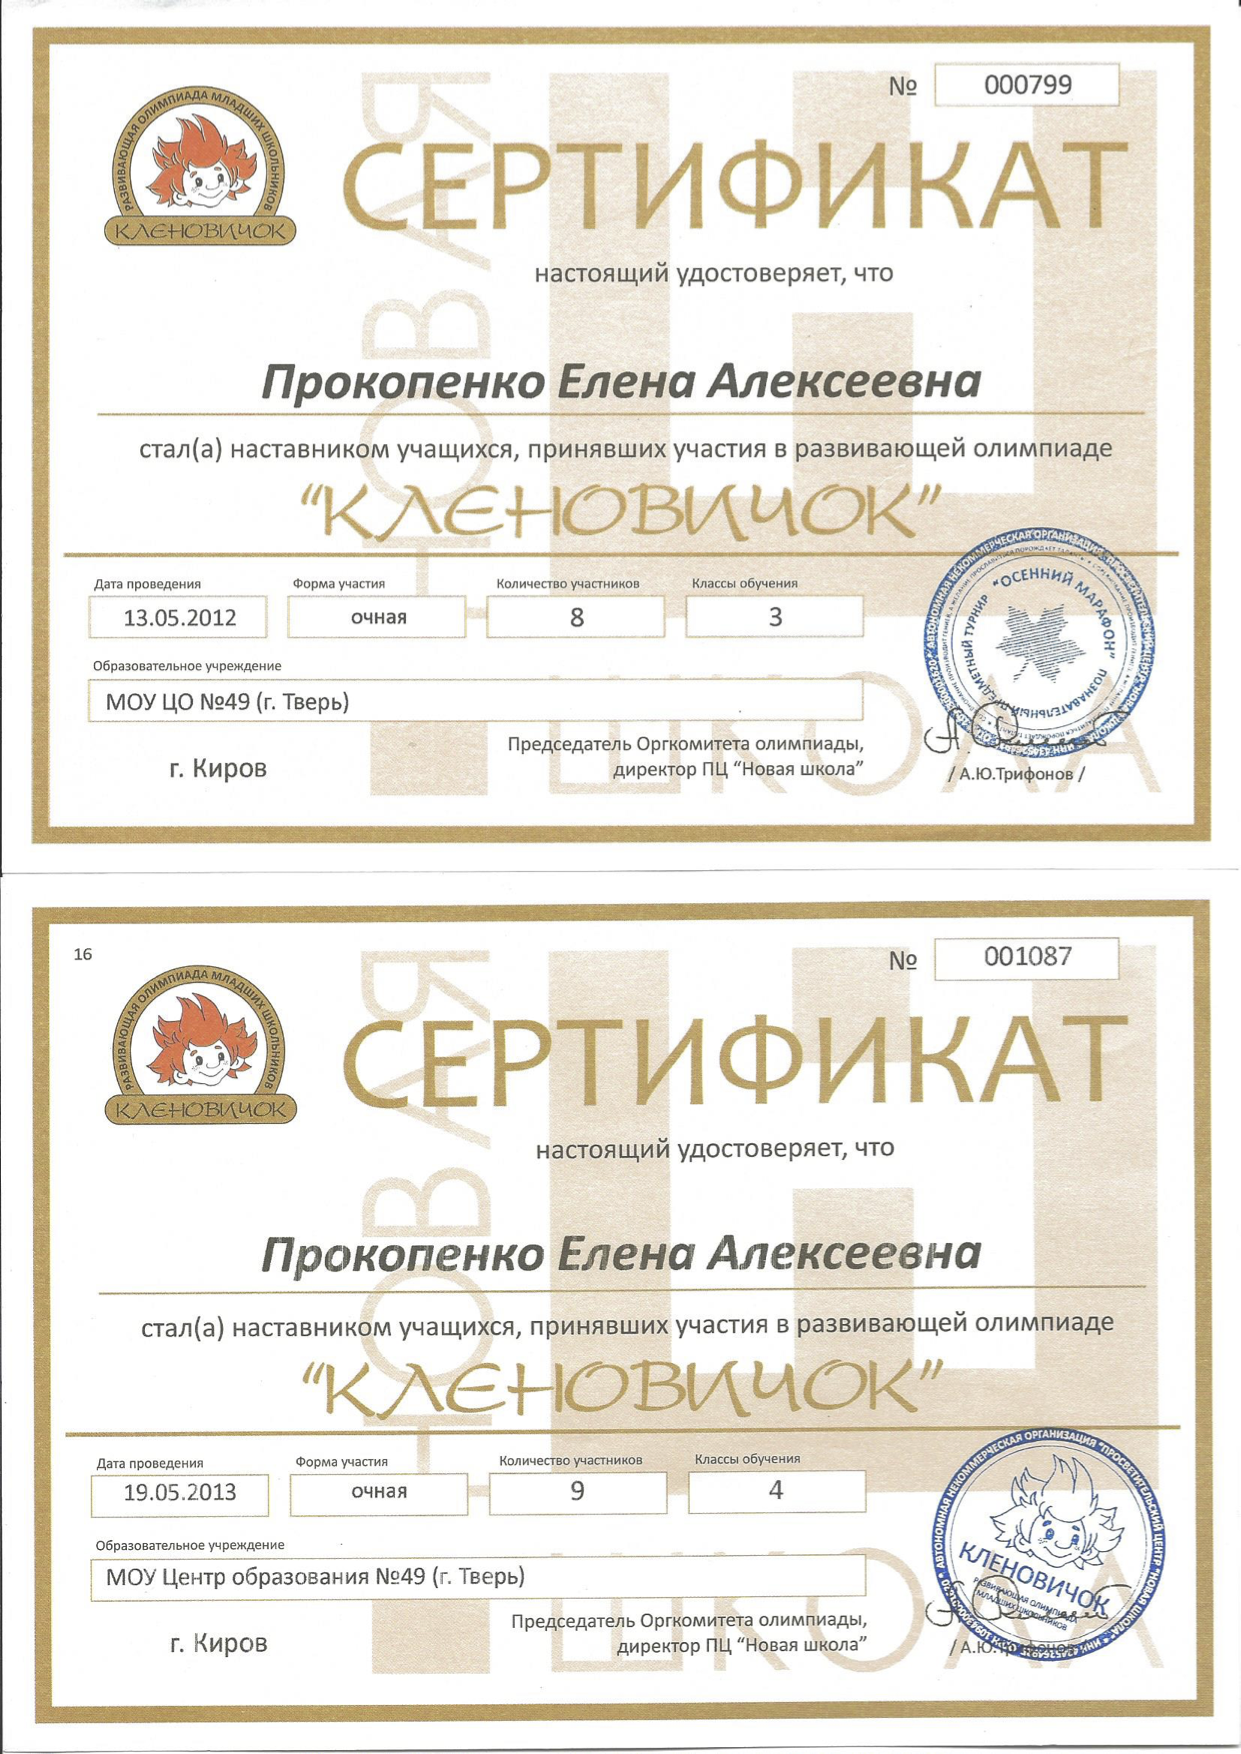 № 000799
РАЗВИВАЮЩАЯ ОЛИМПИАДА МЛАДШИХ ШКОЛЬНИКОВ
КЛЕНОВИЧОК
СЕРТИФИКАТ
настоящий удостоверяет, что
Прокопенко Елена Алексеевна
стал(а) наставником учащихся, принявших участия в развивающей олимпиаде
“КЛЕНОВИЧОК”
Дата проведения Форма участия Количество участников Классы обучения
13.05.2012 очная 8 3
Образовательное учреждение
МОУ ЦО №49 (г. Тверь)
Председатель Оргкомитета олимпиады,
г. Киров директор ПЦ “Новая школа” / А.Ю.Трифонов /
АВТОНОМНАЯ НЕКОММЕРЧЕСКАЯ ОРГАНИЗАЦИЯ
ПОЗНАВАТЕЛЬНЫЙ ПРЕДМЕТНЫЙ ТУРНИР "ОСЕННИЙ МАРАФОН"
НОВАЯ
ШКОЛА
16
№ 001087
РАЗВИВАЮЩАЯ ОЛИМПИАДА МЛАДШИХ ШКОЛЬНИКОВ
КЛЕНОВИЧОК
СЕРТИФИКАТ
настоящий удостоверяет, что
Прокопенко Елена Алексеевна
стал(а) наставником учащихся, принявших участия в развивающей олимпиаде
“КЛЕНОВИЧОК”
Дата проведения Форма участия Количество участников Классы обучения
19.05.2013 очная 9 4
Образовательное учреждение
МОУ Центр образования №49 (г. Тверь)
Председатель Оргкомитета олимпиады,
г. Киров директор ПЦ “Новая школа” / А.Ю.Трифонов
АВТОНОМНАЯ НЕКОММЕРЧЕСКАЯ ОРГАНИЗАЦИЯ "ПРОСВЕТИТЕЛЬСКИЙ ЦЕНТР "НОВАЯ ШКОЛА"
КЛЕНОВИЧОК
РАЗВИВАЮЩАЯ ОЛИМПИАДА
МЛАДШИХ ШКОЛЬНИКОВ
НОВАЯ
ШКОЛА